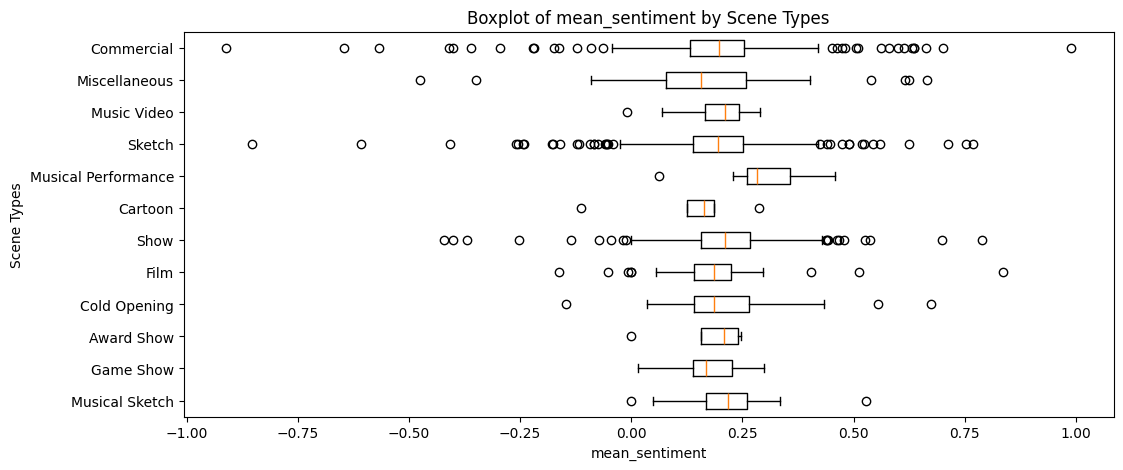 Boxplot of mean_sentiment by Scene Types
Scene Types
Commercial
Miscellaneous
Music Video
Sketch
Musical Performance
Cartoon
Show
Film
Cold Opening
Award Show
Game Show
Musical Sketch
−1.00 −0.75 −0.50 −0.25 0.00 0.25 0.50 0.75 1.00
mean_sentiment